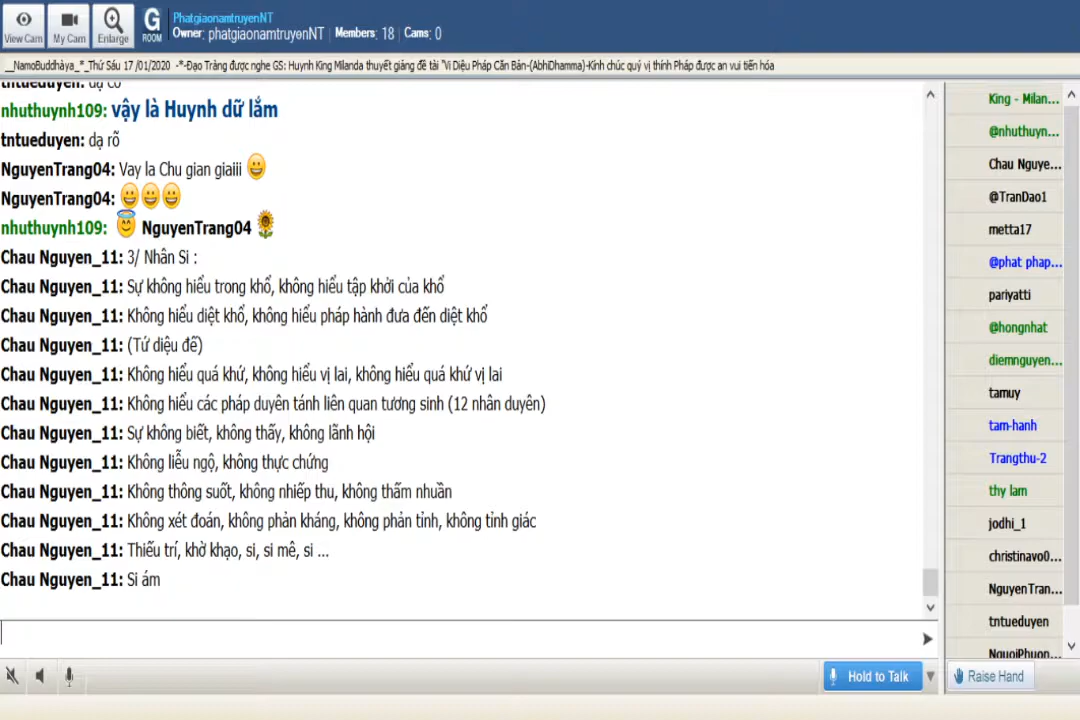 PhatgiaonamtruyenNT
Owner: phatgiaonamtruyenNT | Members: 18 | Cams: 0
View Cam
My Cam
Enlarge
G ROOM
__NamoBuddhàya_*_Thứ Sáu 17 /01/2020 -*-Đạo Tràng được nghe GS: Huynh King Milanda thuyết giảng đề tài "Vi Diệu Pháp Căn Bản-(AbhiDhamma)-Kính chúc quý vị thính Pháp được an vui tiến hóa
tntueduyen: dạ có
nhuthuynh109: vậy là Huynh dữ lắm
tntueduyen: dạ rõ
NguyenTrang04: Vay la Chu gian giaiii
NguyenTrang04:
nhuthuynh109: NguyenTrang04
Chau Nguyen_11: 3/ Nhân Si :
Chau Nguyen_11: Sự không hiểu trong khổ, không hiểu tập khởi của khổ
Chau Nguyen_11: Không hiểu diệt khổ, không hiểu pháp hành đưa đến diệt khổ
Chau Nguyen_11: (Tứ diệu đế)
Chau Nguyen_11: Không hiểu quá khứ, không hiểu vị lai, không hiểu quá khứ vị lai
Chau Nguyen_11: Không hiểu các pháp duyên tánh liên quan tương sinh (12 nhân duyên)
Chau Nguyen_11: Sự không biết, không thấy, không lãnh hội
Chau Nguyen_11: Không liễu ngộ, không thực chứng
Chau Nguyen_11: Không thông suốt, không nhiếp thu, không thấm nhuần
Chau Nguyen_11: Không xét đoán, không phản kháng, không phản tỉnh, không tỉnh giác
Chau Nguyen_11: Thiếu trí, khờ khạo, si, si mê, si ...
Chau Nguyen_11: Si ám
King - Milan...
@nhuthuyn...
Chau Nguye...
@TranDao1
metta17
@phat phap...
pariyatti
@hongnhat
diemnguyen...
tamuy
tam-hanh
Trangthu-2
thy lam
jodhi_1
christinavo0...
NguyenTran...
tntueduyen
NguoiPhuon...
Hold to Talk
Raise Hand